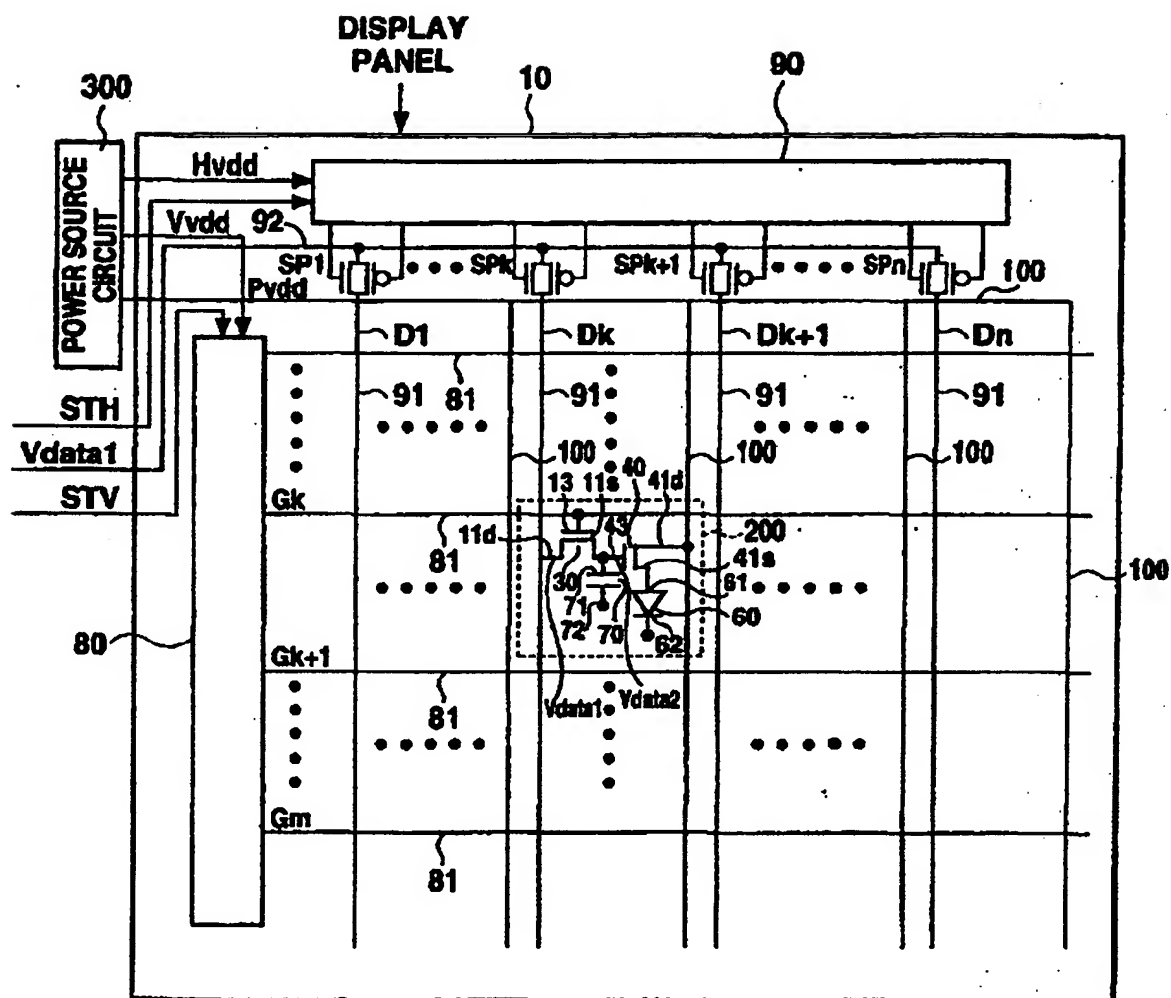 DISPLAY
PANEL
10
90
300
POWER SOURCE
CIRCUIT
Hvdd
Vvdd
92
SP1
SPk
SPk+1
SPn
Pvdd
100
D1
Dk
Dk+1
Dn
91
81
91
91
91
STH
Vdata1
STV
100
100
100
13
11s
40
41d
Gk
200
11d
81
43
41s
30
61
100
71
60
72
70
62
80
Gk+1
81
Vdata1
Vdata2
Gm
81